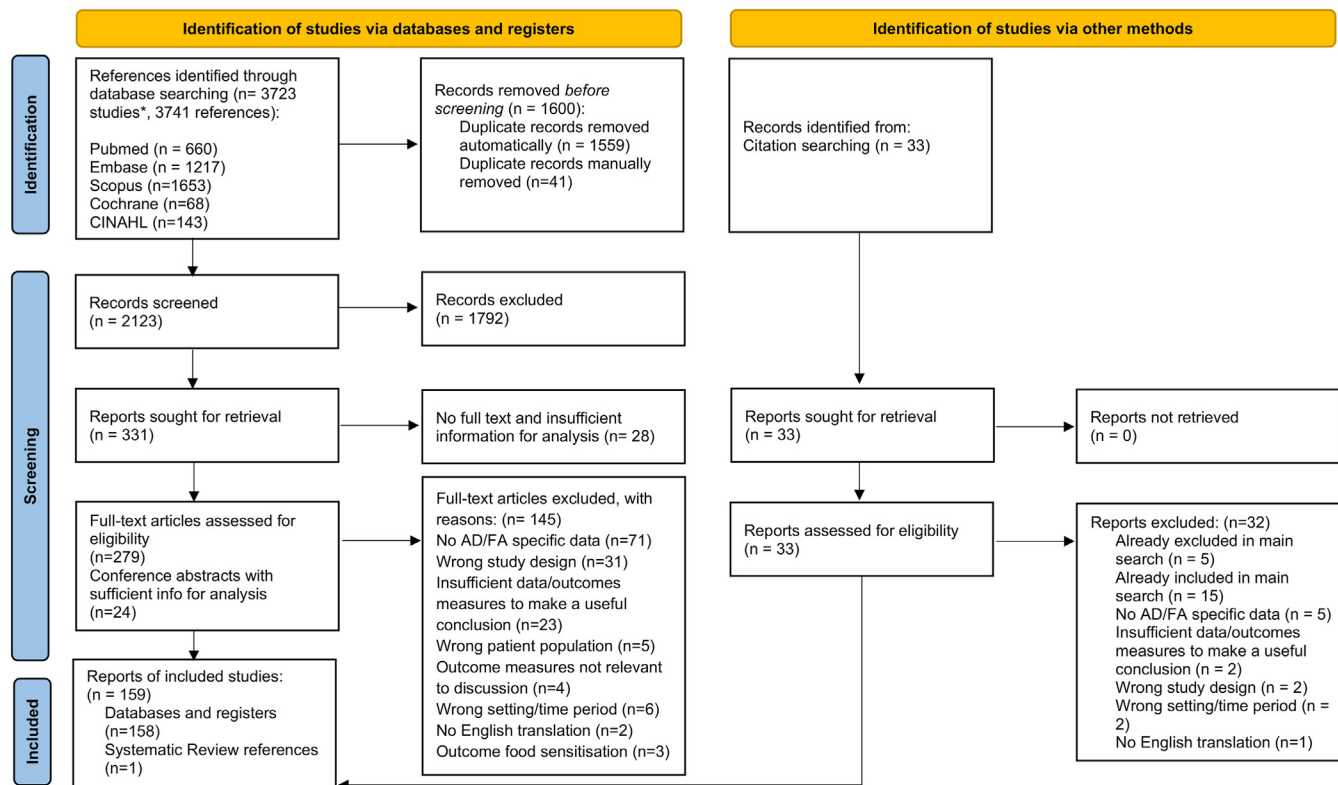 Identification of studies via databases and registers
Identification of studies via other methods
Identification
References identified through
database searching (n= 3723
studies*, 3741 references):
Pubmed (n = 660)
Embase (n = 1217)
Scopus (n=1653)
Cochrane (n=68)
CINAHL (n=143)
Records removed before
screening (n = 1600):
Duplicate records removed
automatically (n = 1559)
Duplicate records manually
removed (n=41)
Records identified from:
Citation searching (n = 33)
Screening
Records screened
(n = 2123)
Records excluded
(n = 1792)
Reports sought for retrieval
(n = 331)
No full text and insufficient
information for analysis (n= 28)
Reports sought for retrieval
(n = 33)
Reports not retrieved
(n = 0)
Full-text articles assessed for
eligibility
(n=279)
Conference abstracts with
sufficient info for analysis
(n=24)
Full-text articles excluded, with
reasons: (n= 145)
No AD/FA specific data (n=71)
Wrong study design (n=31)
Insufficient data/outcomes
measures to make a useful
conclusion (n=23)
Wrong patient population (n=5)
Outcome measures not relevant
to discussion (n=4)
Wrong setting/time period (n=6)
No English translation (n=2)
Outcome food sensitisation (n=3)
Reports assessed for eligibility
(n = 33)
Reports excluded: (n=32)
Already excluded in main
search (n = 5)
Already included in main
search (n = 15)
No AD/FA specific data (n = 5)
Insufficient data/outcomes
measures to make a useful
conclusion (n = 2)
Wrong study design (n = 2)
Wrong setting/time period (n =
2)
No English translation (n=1)
Included
Reports of included studies:
(n = 159)
Databases and registers
(n=158)
Systematic Review references
(n=1)